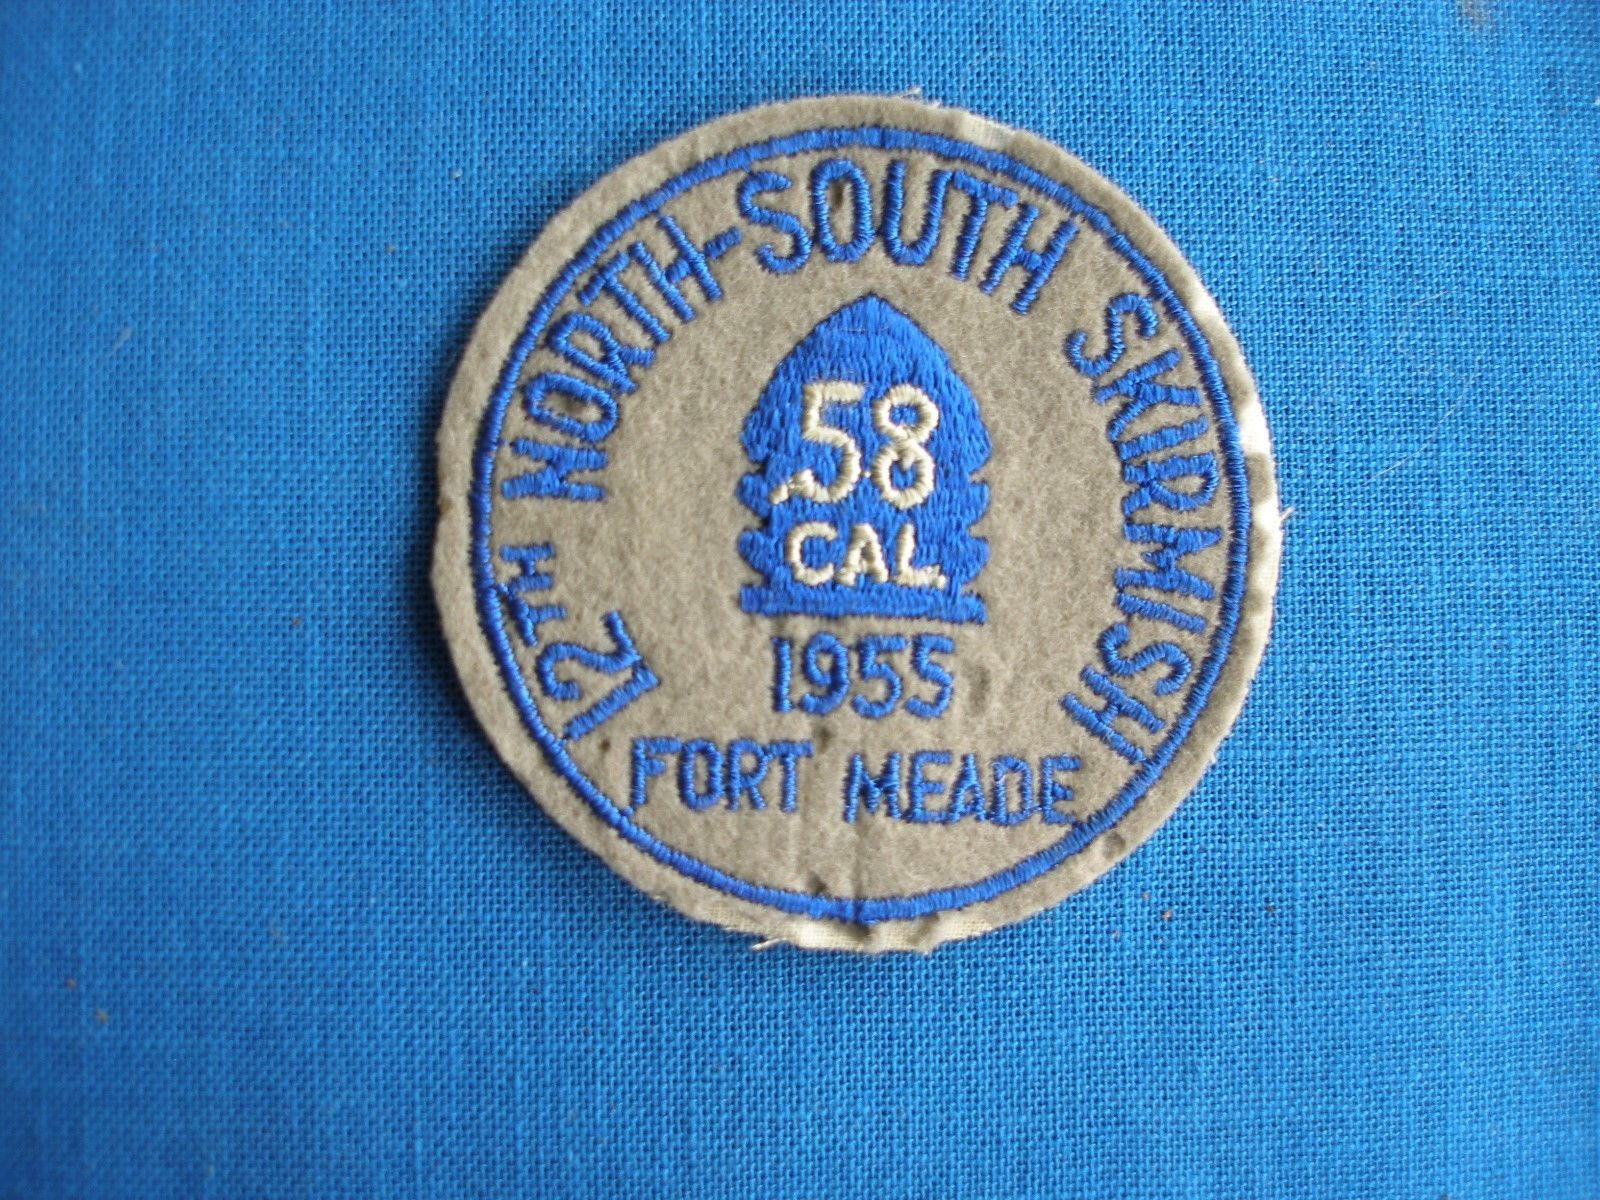 12TH NORTH-SOUTH SKIRMISH
.58
CAL.
1955
FORT MEADE